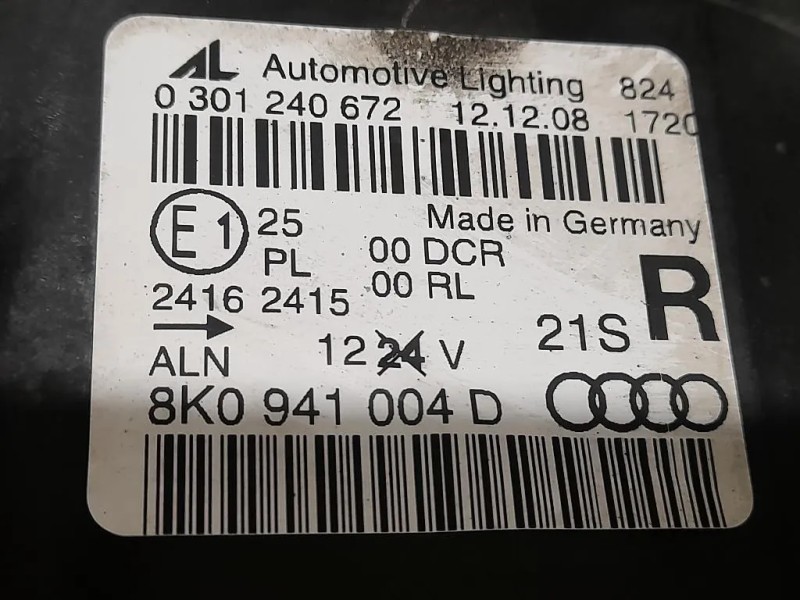 AL Automotive Lighting 824
0 301 240 672 12.12.08 1720
E1 25 Made in Germany
PL 00 DCR
2416 2415 00 RL R
ALN 12 24 V 21S
8K0 941 004 D